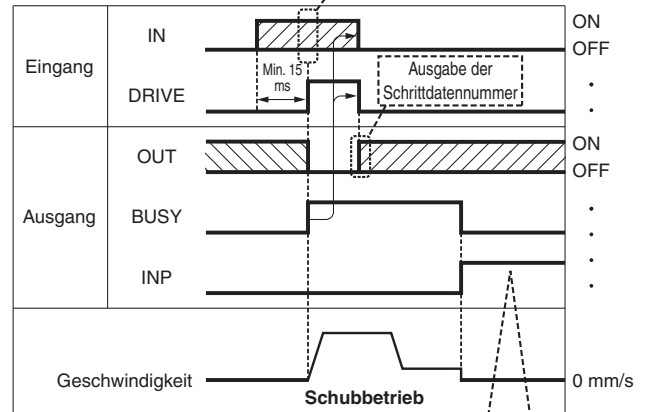 IN
ON
OFF
Eingang
Min. 15
ms
Ausgabe der
Schrittdatennummer
DRIVE
OUT
ON
OFF
Ausgang
BUSY
INP
Geschwindigkeit
0 mm/s
Schubbetrieb